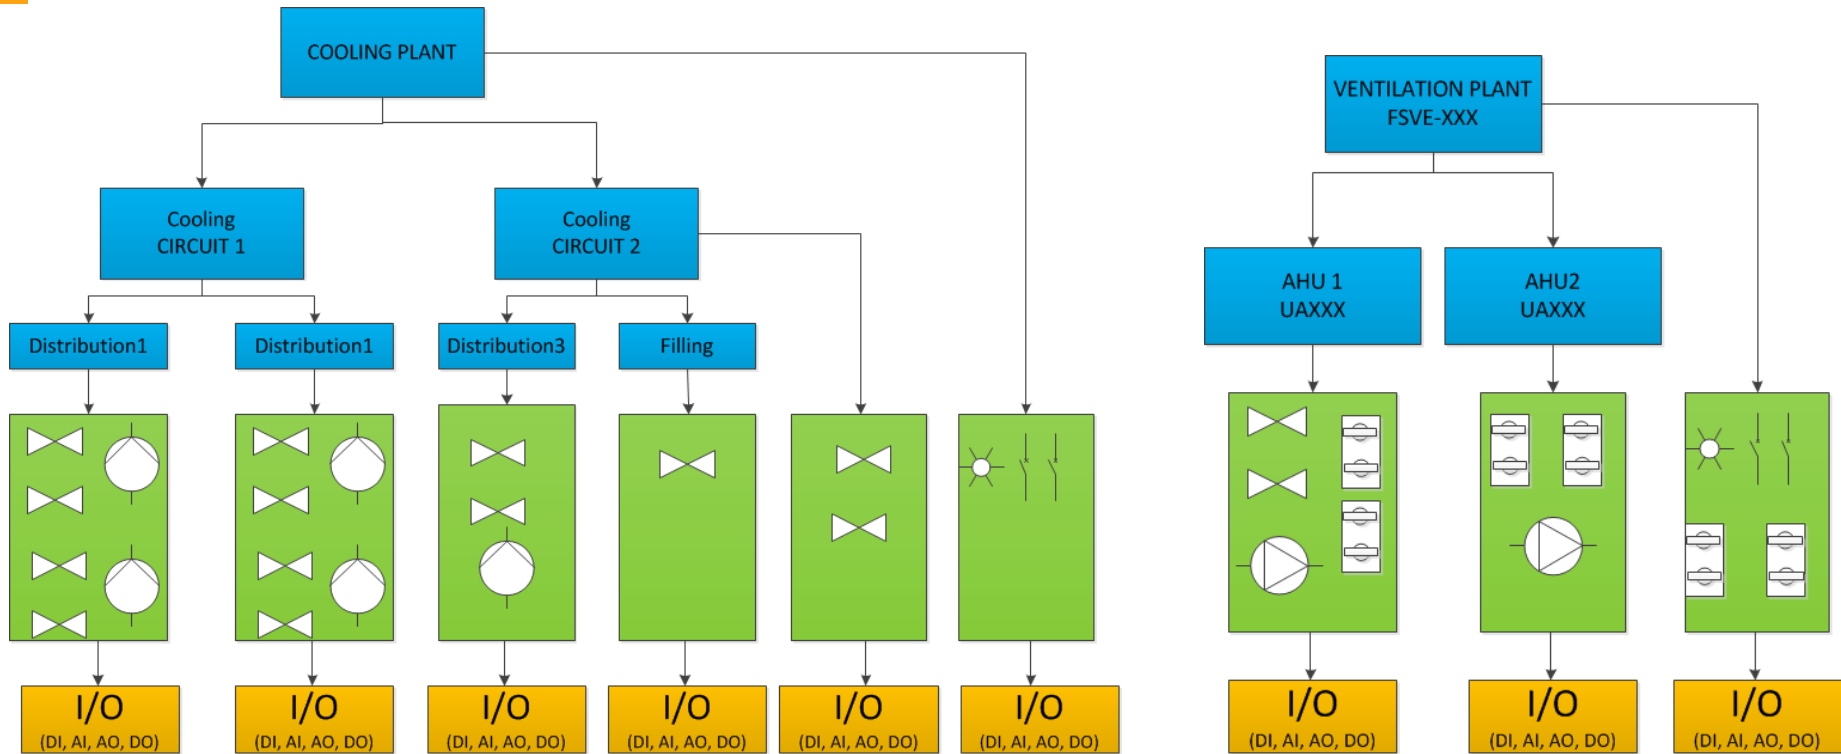 COOLING PLANT
VENTILATION PLANT
FSVE-XXX
Cooling
CIRCUIT 1
Cooling
CIRCUIT 2
AHU 1
UAXXX
AHU2
UAXXX
Distribution1
Distribution1
Distribution3
Filling
I/O
(DI, AI, AO, DO)
I/O
(DI, AI, AO, DO)
I/O
(DI, AI, AO, DO)
I/O
(DI, AI, AO, DO)
I/O
(DI, AI, AO, DO)
I/O
(DI, AI, AO, DO)
I/O
(DI, AI, AO, DO)
I/O
(DI, AI, AO, DO)
I/O
(DI, AI, AO, DO)